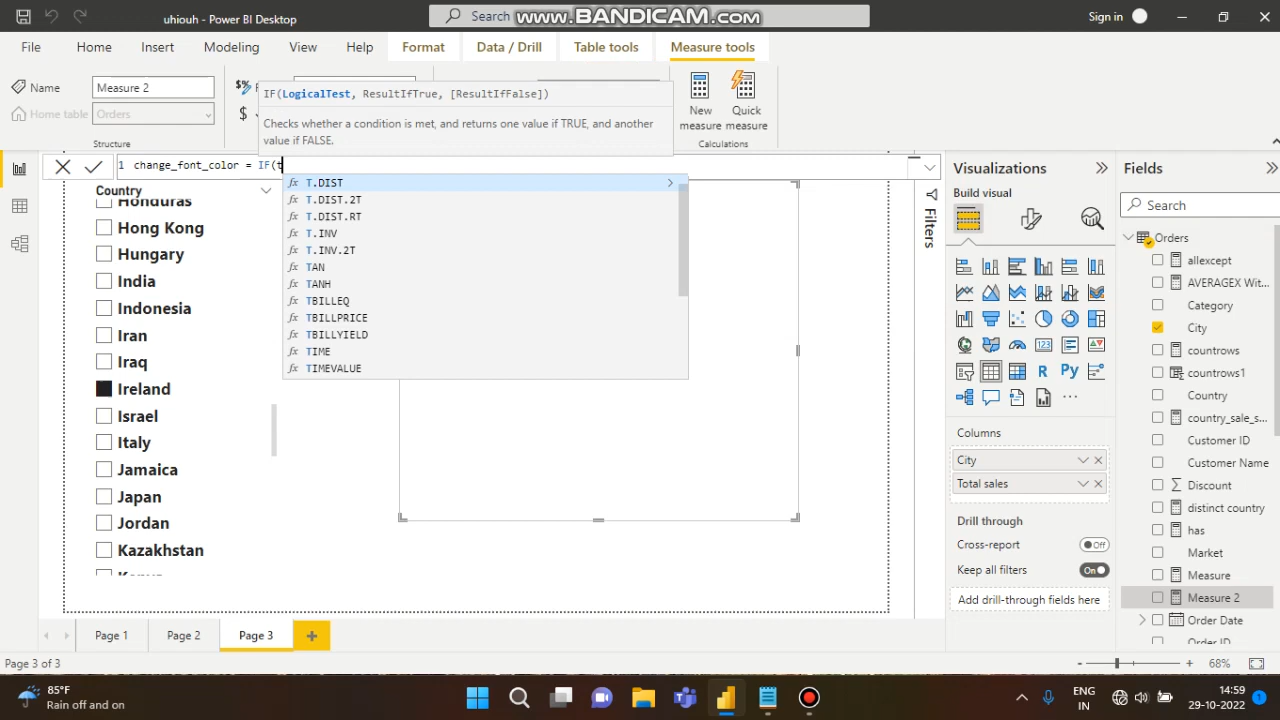 uhiouh - Power BI Desktop
Search
www.BANDICAM.com
Sign in
File
Home
Insert
Modeling
View
Help
Format
Data / Drill
Table tools
Measure tools
Name
Measure 2
Home table
Orders
Structure
IF(LogicalTest, ResultIfTrue, [ResultIfFalse])
Checks whether a condition is met, and returns one value if TRUE, and another
value if FALSE.
New
measure
Quick
measure
Calculations
1 change_font_color = IF(t
T.DIST
T.DIST.2T
T.DIST.RT
T.INV
T.INV.2T
TAN
TANH
TBILLEQ
TBILLPRICE
TBILLYIELD
TIME
TIMEVALUE
Country
Honduras
Hong Kong
Hungary
India
Indonesia
Iran
Iraq
Ireland
Israel
Italy
Jamaica
Japan
Jordan
Kazakhstan
Kenya
Filters
Visualizations
Build visual
Columns
City
Total sales
Drill through
Cross-report
Off
Keep all filters
On
Add drill-through fields here
Fields
Search
Orders
allexcept
AVERAGEX Wit...
Category
City
countrows
countrows1
Country
country_sale_s...
Customer ID
Customer Name
Discount
distinct country
has
Market
Measure
Measure 2
Order Date
Order ID
Page 1
Page 2
Page 3
Page 3 of 3
68%
85°F
Rain off and on
ENG
IN
14:59
29-10-2022